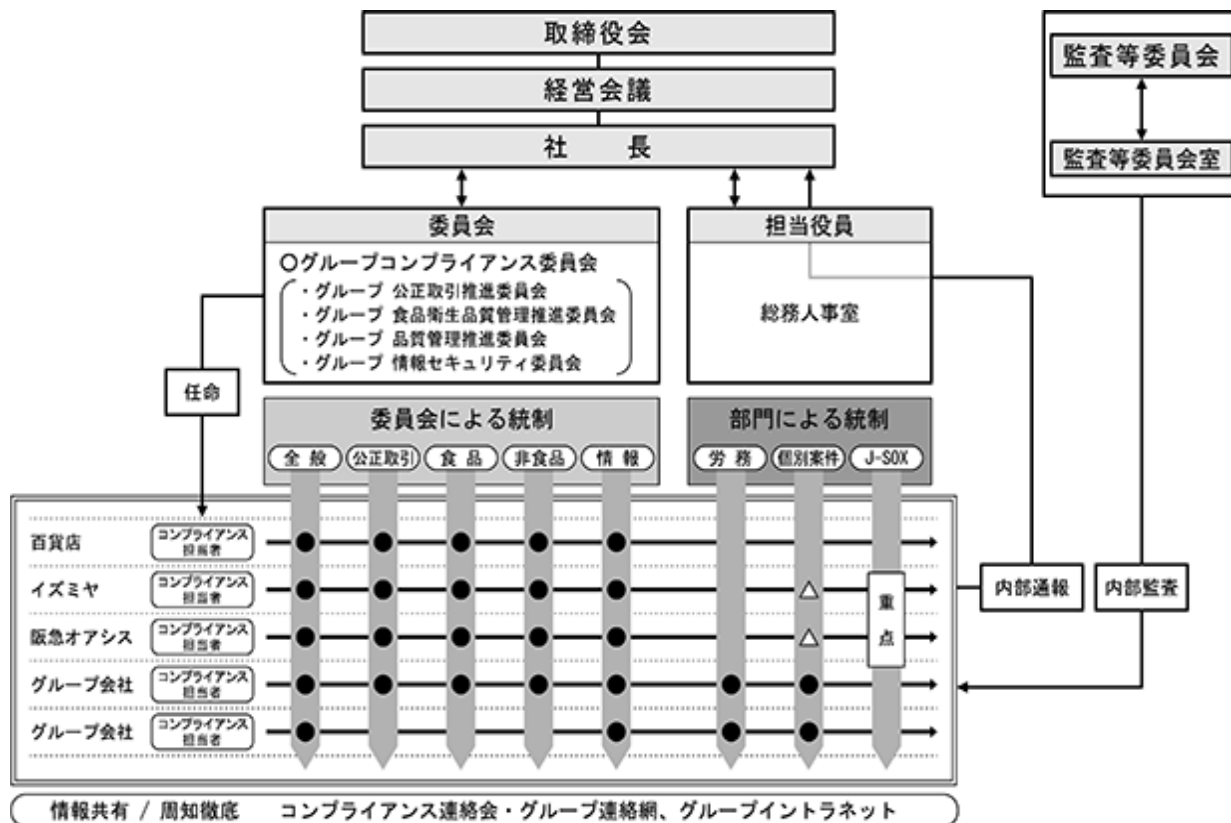 取締役会
経営会議
社　長
監査等委員会
監査等委員会室
委員会
○グループコンプライアンス委員会
・グループ 公正取引推進委員会
・グループ 食品衛生品質管理推進委員会
・グループ 品質管理推進委員会
・グループ 情報セキュリティ委員会
担当役員
総務人事室
任命
委員会による統制
全般 公正取引 食品 非食品 情報
部門による統制
労務 個別案件 J-SOX
百貨店 コンプライアンス
担当者
イズミヤ コンプライアンス
担当者
阪急オアシス コンプライアンス
担当者
グループ会社 コンプライアンス
担当者
グループ会社 コンプライアンス
担当者
重
点
内部通報
内部監査
情報共有 / 周知徹底　コンプライアンス連絡会・グループ連絡網、グループイントラネット